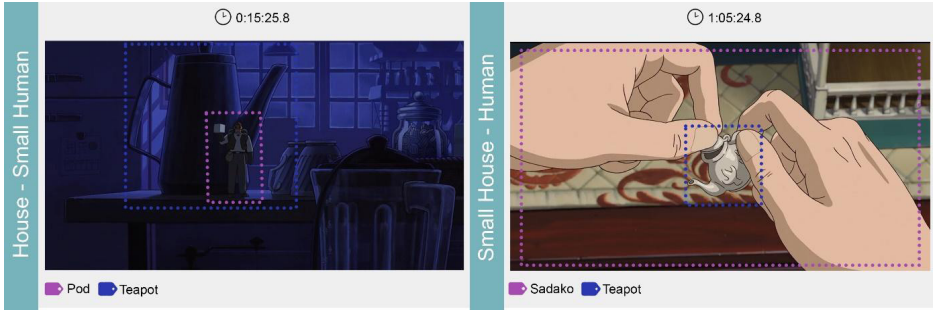 0:15:25.8
House - Small Human
Pod
Teapot
1:05:24.8
Small House - Human
Sadako
Teapot